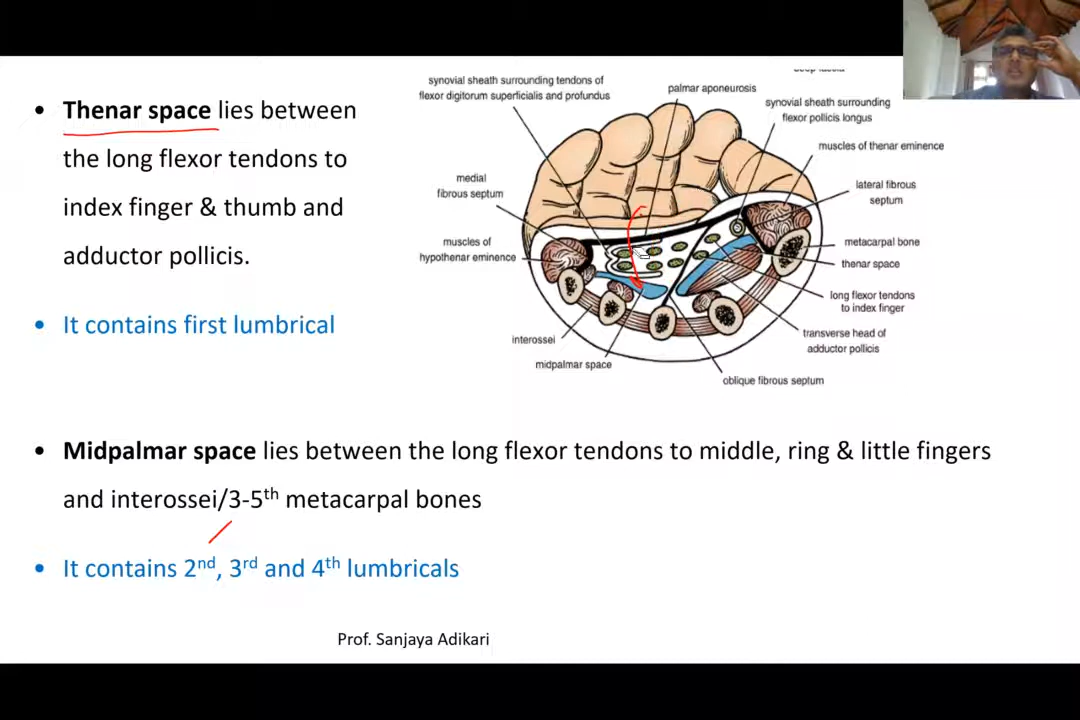 • Thenar space lies between
the long flexor tendons to
index finger & thumb and
adductor pollicis.
• It contains first lumbrical
synovial sheath surrounding tendons of
flexor digitorum superficialis and profundus
palmar aponeurosis
synovial sheath surrounding
flexor pollicis longus
muscles of thenar eminence
medial
fibrous septum
lateral fibrous
septum
muscles of
hypothenar eminence
metacarpal bone
thenar space
long flexor tendons
to index finger
interossei
transverse head of
adductor pollicis
midpalmar space
oblique fibrous septum
• Midpalmar space lies between the long flexor tendons to middle, ring & little fingers
and interossei/3-5th metacarpal bones
• It contains 2nd, 3rd and 4th lumbricals
Prof. Sanjaya Adikari